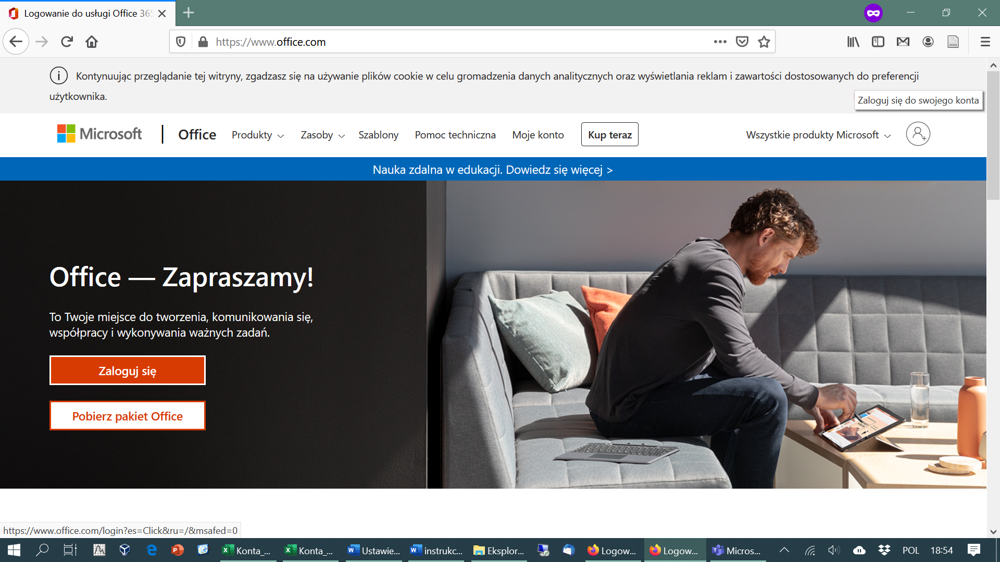 Logowanie do usługi Office 365
https://www.office.com
Kontynuując przeglądanie tej witryny, zgadzasz się na używanie plików cookie w celu gromadzenia danych analitycznych oraz wyświetlania reklam i zawartości dostosowanych do preferencji
użytkownika.
Zaloguj się do swojego konta
Microsoft Office Produkty Zasoby Szablony Pomoc techniczna Moje konto Kup teraz Wszystkie produkty Microsoft
Nauka zdalna w edukacji. Dowiedz się więcej >
Office — Zapraszamy!
To Twoje miejsce do tworzenia, komunikowania się,
współpracy i wykonywania ważnych zadań.
Zaloguj się
Pobierz pakiet Office
https://www.office.com/login?es=Click&ru=/&msafed=0
Konta_... Konta_... Ustawie... instrukc... Eksplor... Logow... Logow... Micros... POL 18:54